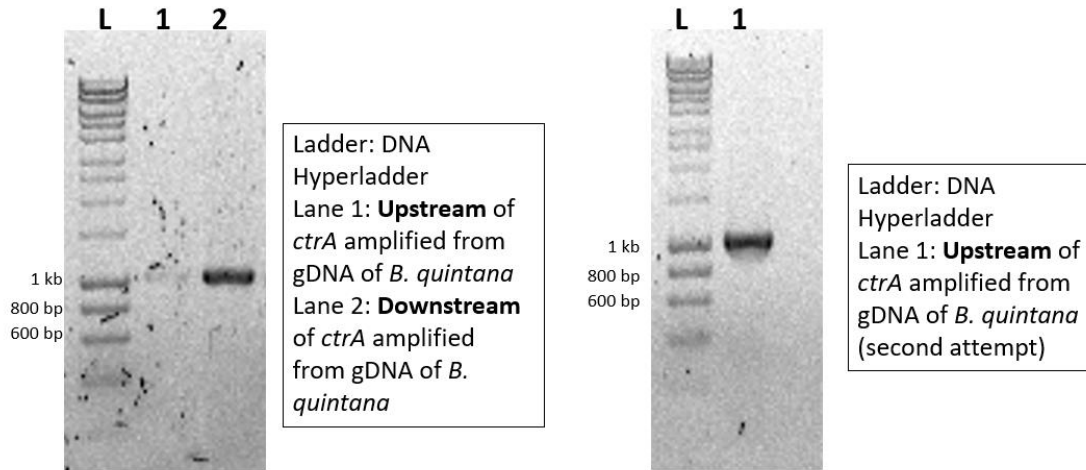 L 1 2
1 kb
800 bp
600 bp
Ladder: DNA
Hyperladder
Lane 1: Upstream of
ctrA amplified from
gDNA of B. quintana
Lane 2: Downstream
of ctrA amplified
from gDNA of B.
quintana
L 1
1 kb
800 bp
600 bp
Ladder: DNA
Hyperladder
Lane 1: Upstream of
ctrA amplified from
gDNA of B. quintana
(second attempt)